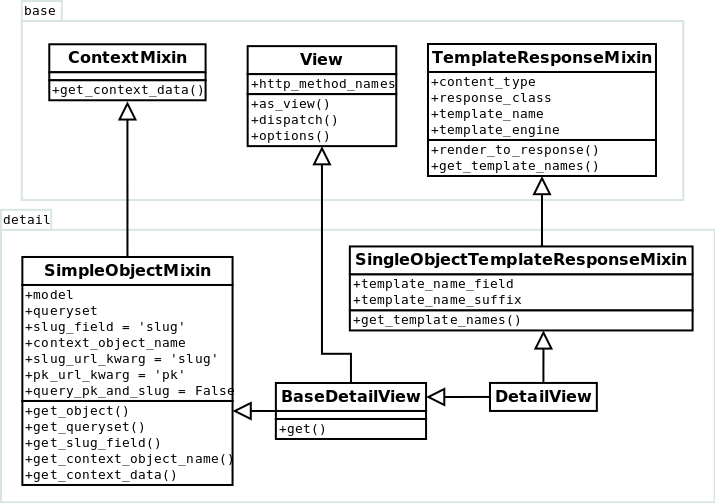 base
ContextMixin
+get_context_data()
View
+http_method_names
+as_view()
+dispatch()
+options()
TemplateResponseMixin
+content_type
+response_class
+template_name
+template_engine
+render_to_response()
+get_template_names()
detail
SimpleObjectMixin
+model
+queryset
+slug_field = 'slug'
+context_object_name
+slug_url_kwarg = 'slug'
+pk_url_kwarg = 'pk'
+query_pk_and_slug = False
+get_object()
+get_queryset()
+get_slug_field()
+get_context_object_name()
+get_context_data()
SingleObjectTemplateResponseMixin
+template_name_field
+template_name_suffix
+get_template_names()
BaseDetailView
+get()
DetailView